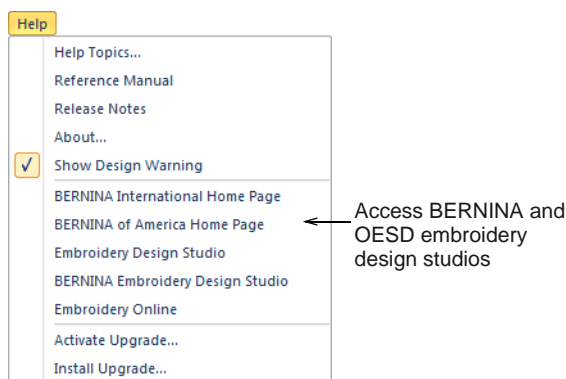 Help
Help Topics...
Reference Manual
Release Notes
About...
Show Design Warning
BERNINA International Home Page
BERNINA of America Home Page
Embroidery Design Studio
BERNINA Embroidery Design Studio
Embroidery Online
Activate Upgrade...
Install Upgrade...
Access BERNINA and
OESD embroidery
design studios